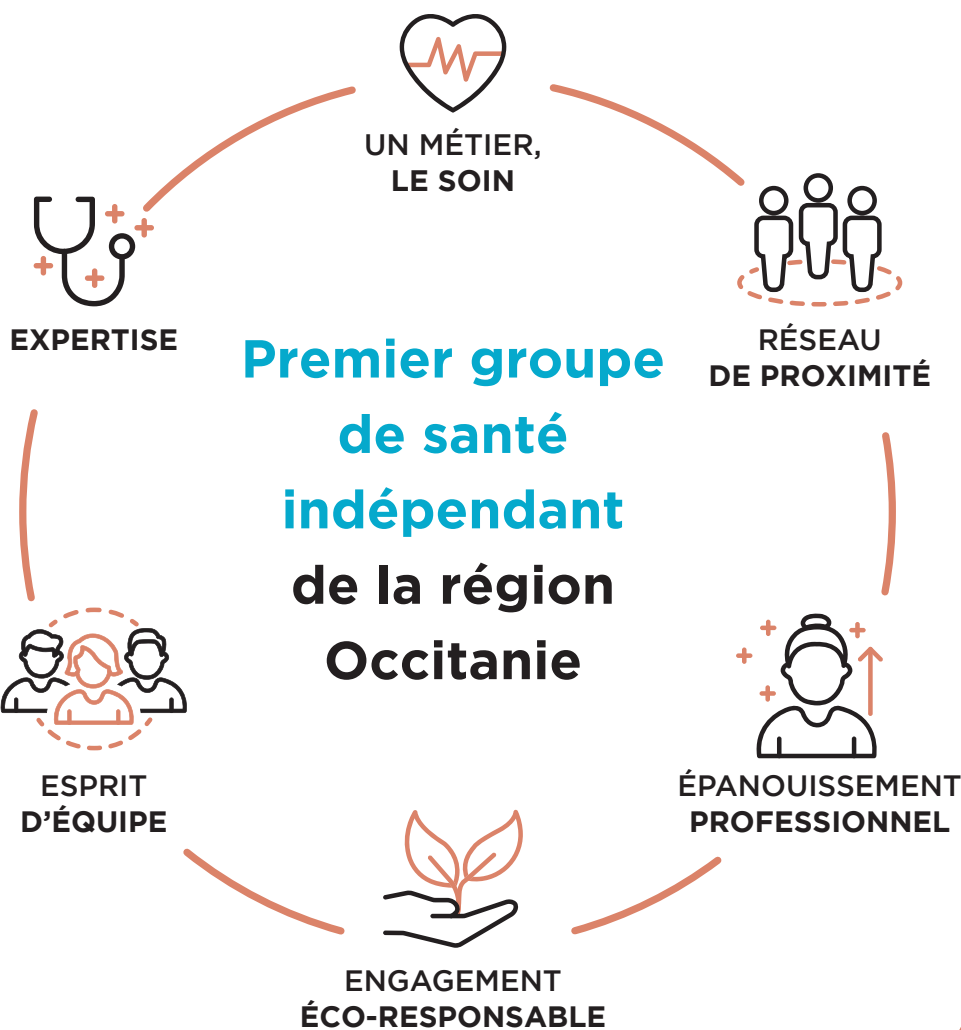 UN MÉTIER,
LE SOIN
EXPERTISE
RÉSEAU
DE PROXIMITÉ
Premier groupe
de santé
indépendant
de la région
Occitanie
ESPRIT
D’ÉQUIPE
ÉPANOUISSEMENT
PROFESSIONNEL
ENGAGEMENT
ÉCO-RESPONSABLE